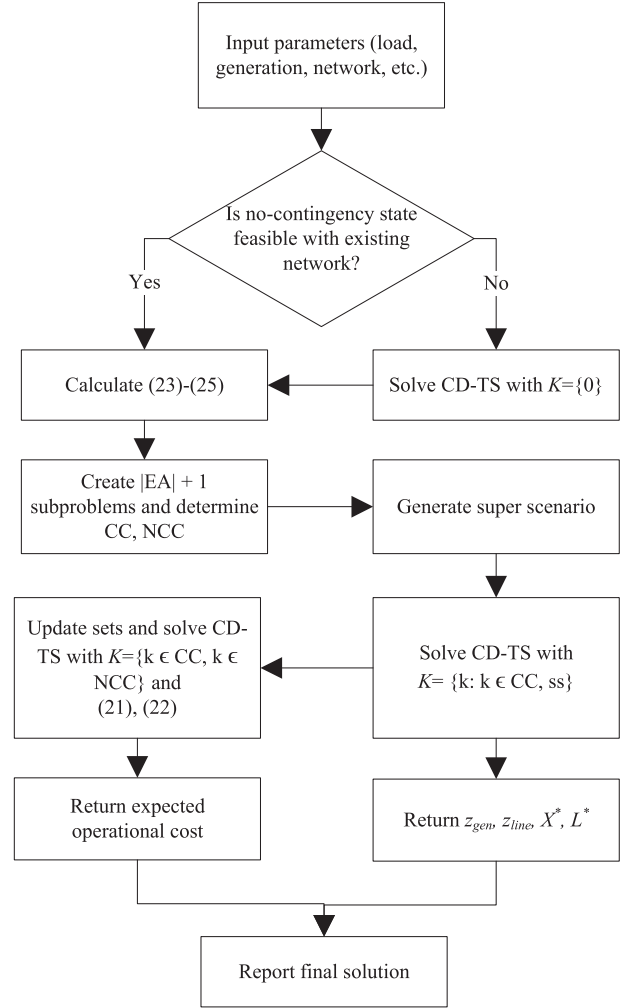 Input parameters (load,
generation, network, etc.)
Is no-contingency state
feasible with existing
network?
Yes
No
Calculate (23)-(25)
Solve CD-TS with K={0}
Create |EA| + 1
subproblems and determine
CC, NCC
Generate super scenario
Update sets and solve CD-
TS with K={k ϵ CC, k ϵ
NCC} and
(21), (22)
Solve CD-TS with
K= {k: k ϵ CC, ss}
Return expected
operational cost
Return z_gen, z_line, X*, L*
Report final solution